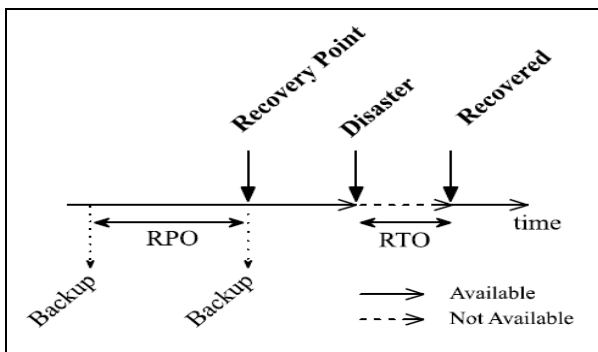 Recovery Point
Disaster
Recovered
RPO
RTO
time
Backup
Backup
Available
Not Available